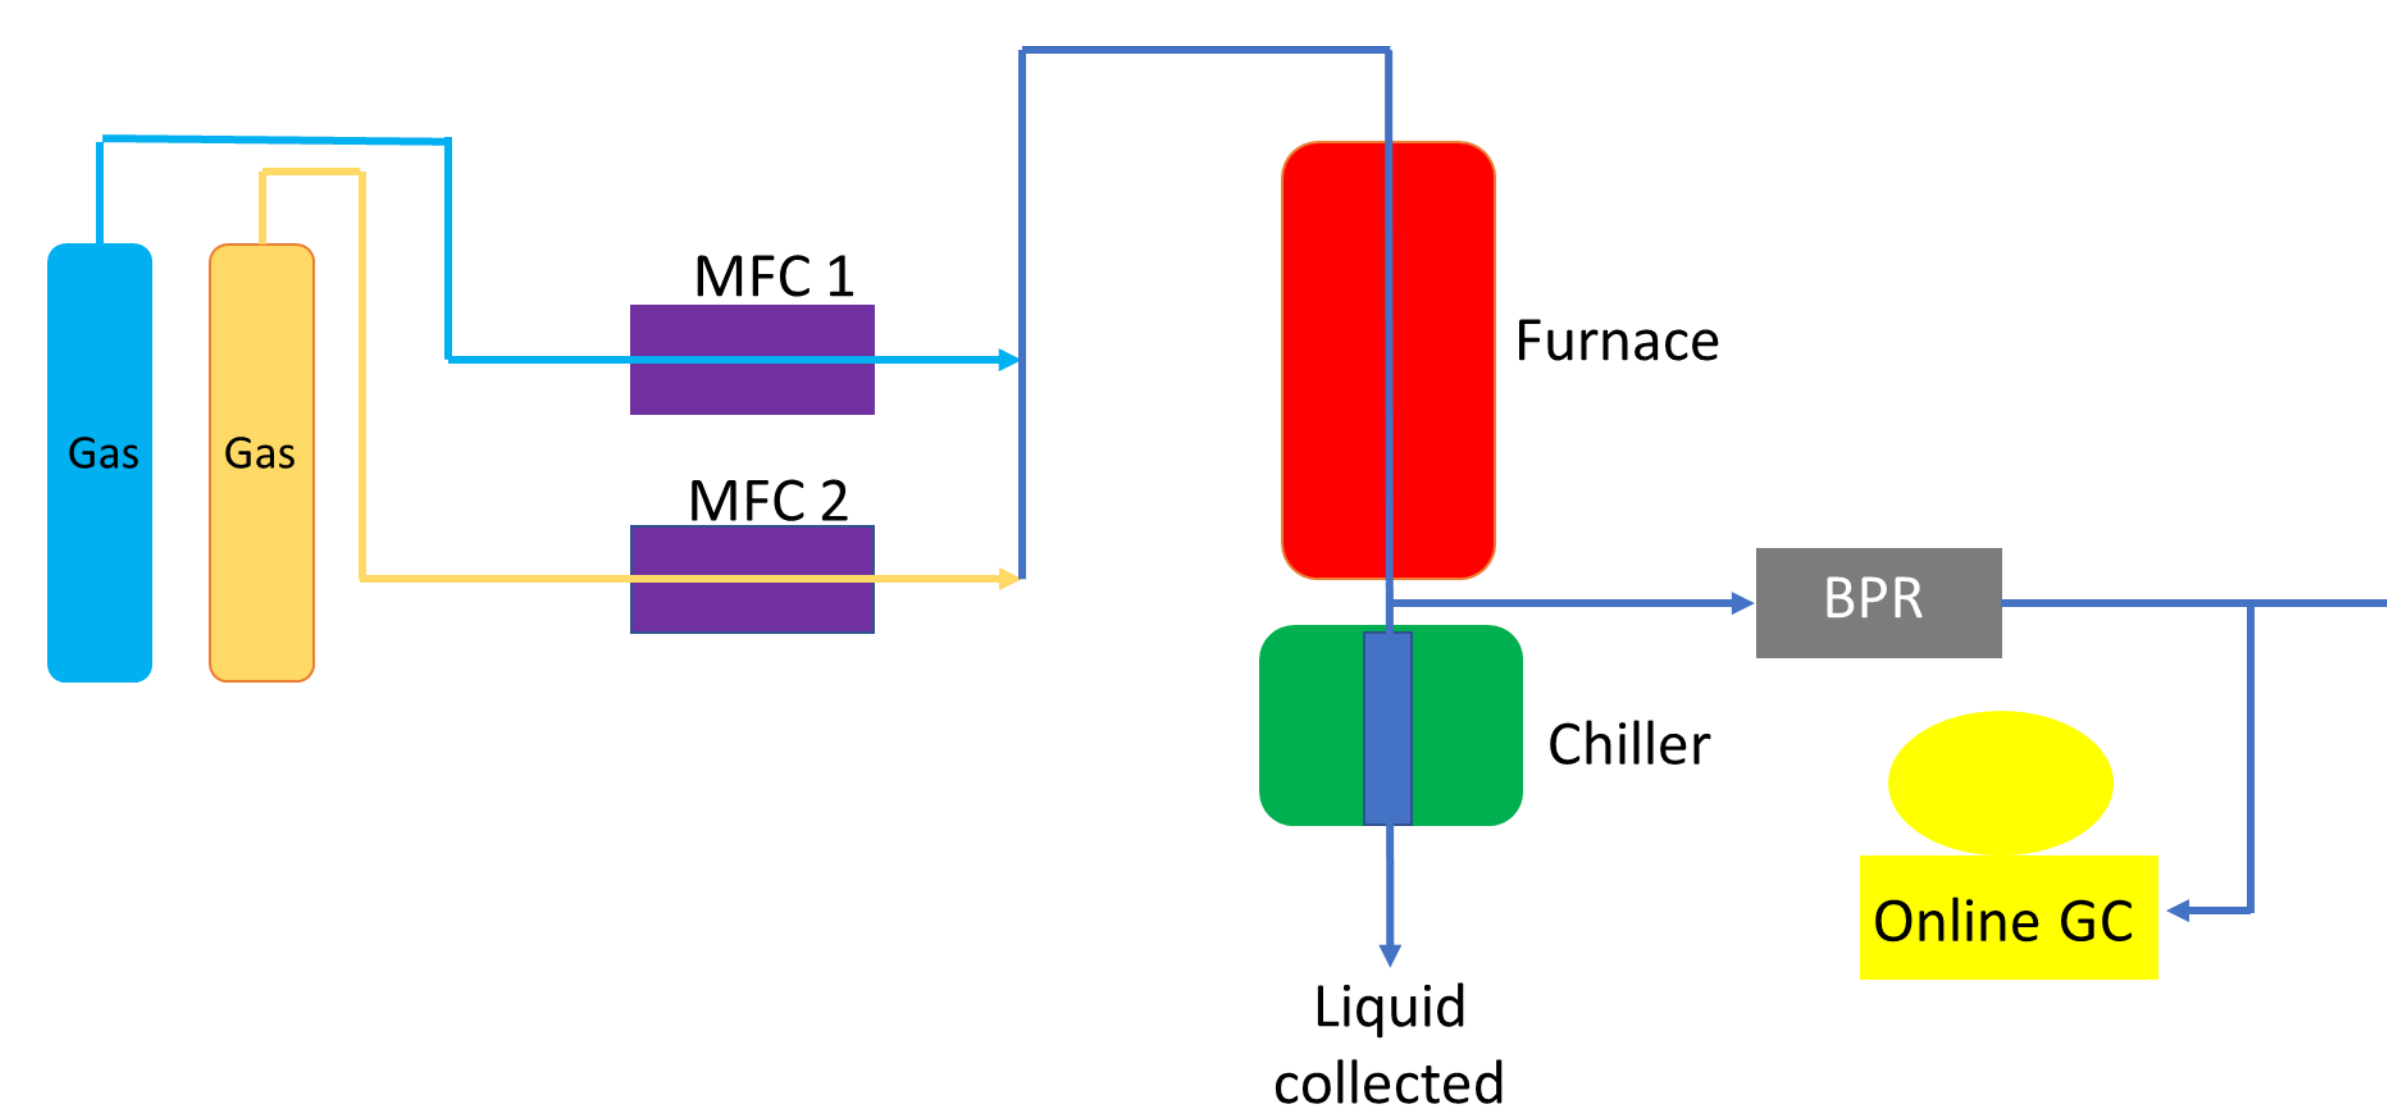 Gas
Gas
MFC 1
MFC 2
Furnace
BPR
Chiller
Online GC
Liquid
collected